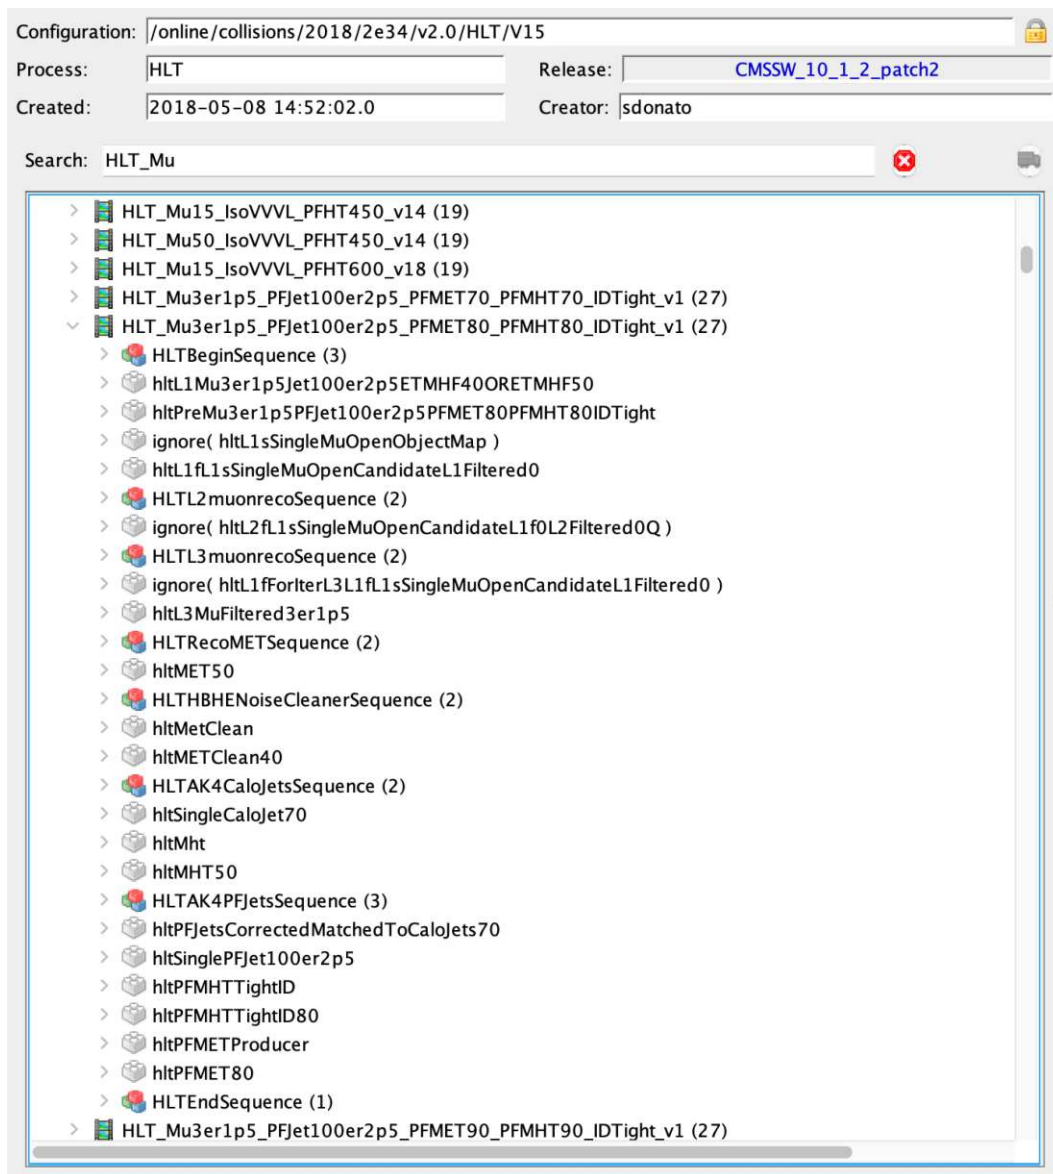 Configuration: /online/collisions/2018/2e34/v2.0/HLT/V15
Process: HLT Release: CMSSW_10_1_2_patch2
Created: 2018-05-08 14:52:02.0 Creator: sdonato
Search: HLT_Mu
HLT_Mu15_IsoVVVL_PFHT450_v14 (19)
HLT_Mu50_IsoVVVL_PFHT450_v14 (19)
HLT_Mu15_IsoVVVL_PFHT600_v18 (19)
HLT_Mu3er1p5_PFJet100er2p5_PFMET70_PFMHT70_IDTight_v1 (27)
HLT_Mu3er1p5_PFJet100er2p5_PFMET80_PFMHT80_IDTight_v1 (27)
HLTBeginSequence (3)
hltL1Mu3er1p5Jet100er2p5ETMHF40ORETMHF50
hltPreMu3er1p5PFJet100er2p5PFMET80PFMHT80IDTight
ignore( hltL1sSingleMuOpenObjectMap )
hltL1fL1sSingleMuOpenCandidateL1Filtered0
HLTL2muonrecoSequence (2)
ignore( hltL2fL1sSingleMuOpenCandidateL1f0L2Filtered0Q )
HLTL3muonrecoSequence (2)
ignore( hltL1fForIterL3L1fL1sSingleMuOpenCandidateL1Filtered0 )
hltL3MuFiltered3er1p5
HLTRecoMETSequence (2)
hltMET50
HLTHBHENoiseCleanerSequence (2)
hltMetClean
hltMETClean40
HLTAK4CaloJetsSequence (2)
hltSingleCaloJet70
hltMht
hltMHT50
HLTAK4PFJetsSequence (3)
hltPFJetsCorrectedMatchedToCaloJets70
hltSinglePFJet100er2p5
hltPFMHTTightID
hltPFMHTTightID80
hltPFMETProducer
hltPFMET80
HLTEndSequence (1)
HLT_Mu3er1p5_PFJet100er2p5_PFMET90_PFMHT90_IDTight_v1 (27)